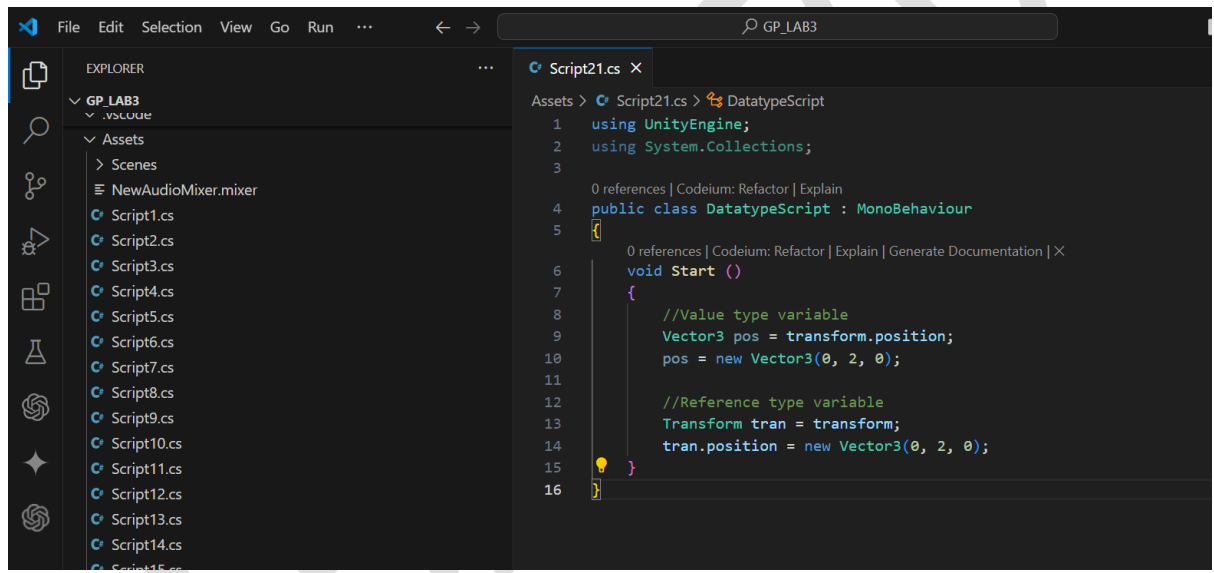 File Edit Selection View Go Run ··· ← → GP_LAB3
EXPLORER ···
GP_LAB3
.vscode
Assets
Scenes
NewAudioMixer.mixer
Script1.cs
Script2.cs
Script3.cs
Script4.cs
Script5.cs
Script6.cs
Script7.cs
Script8.cs
Script9.cs
Script10.cs
Script11.cs
Script12.cs
Script13.cs
Script14.cs
Script15.cs
Script21.cs
Assets > Script21.cs > DatatypeScript
1 using UnityEngine;
2 using System.Collections;
3
0 references | Codeium: Refactor | Explain
4 public class DatatypeScript : MonoBehaviour
5 {
0 references | Codeium: Refactor | Explain | Generate Documentation | ×
6 void Start ()
7 {
8 //Value type variable
9 Vector3 pos = transform.position;
10 pos = new Vector3(0, 2, 0);
11
12 //Reference type variable
13 Transform tran = transform;
14 tran.position = new Vector3(0, 2, 0);
15 }
16 }